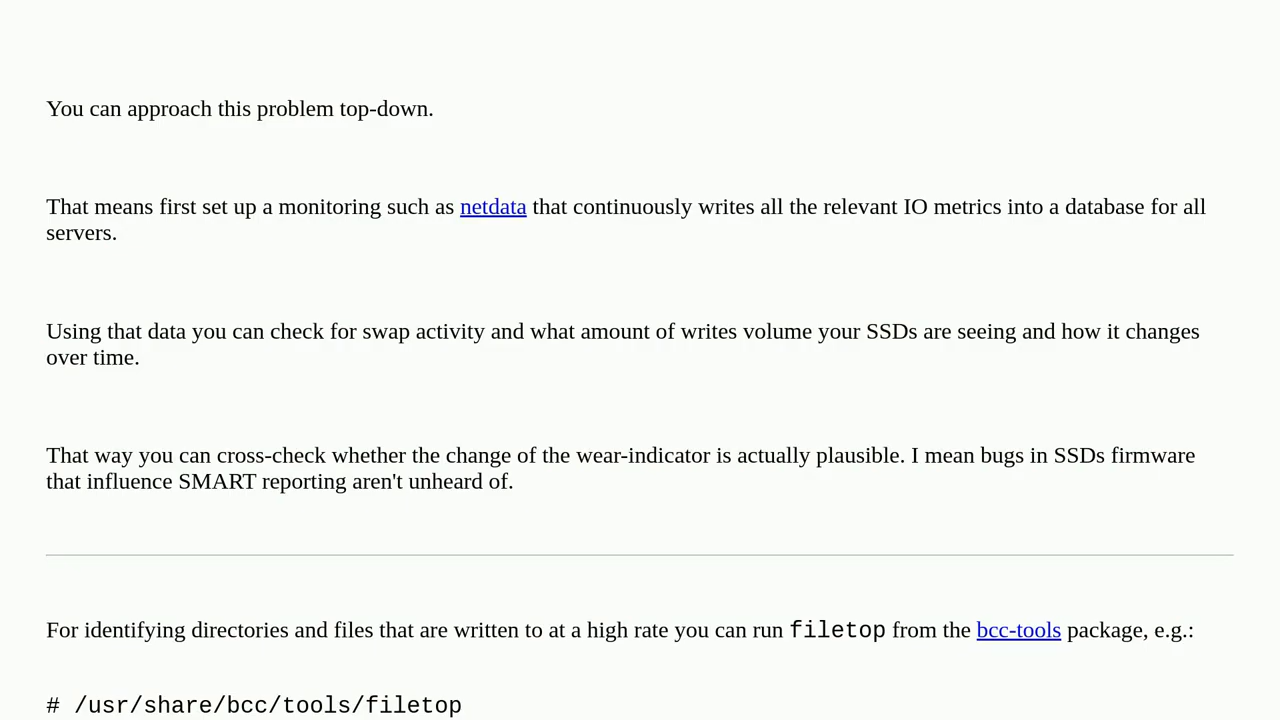 You can approach this problem top-down.
That means first set up a monitoring such as netdata that continuously writes all the relevant IO metrics into a database for all
servers.
Using that data you can check for swap activity and what amount of writes volume your SSDs are seeing and how it changes
over time.
That way you can cross-check whether the change of the wear-indicator is actually plausible. I mean bugs in SSDs firmware
that influence SMART reporting aren't unheard of.
For identifying directories and files that are written to at a high rate you can run filetop from the bcc-tools package, e.g.:
# /usr/share/bcc/tools/filetop